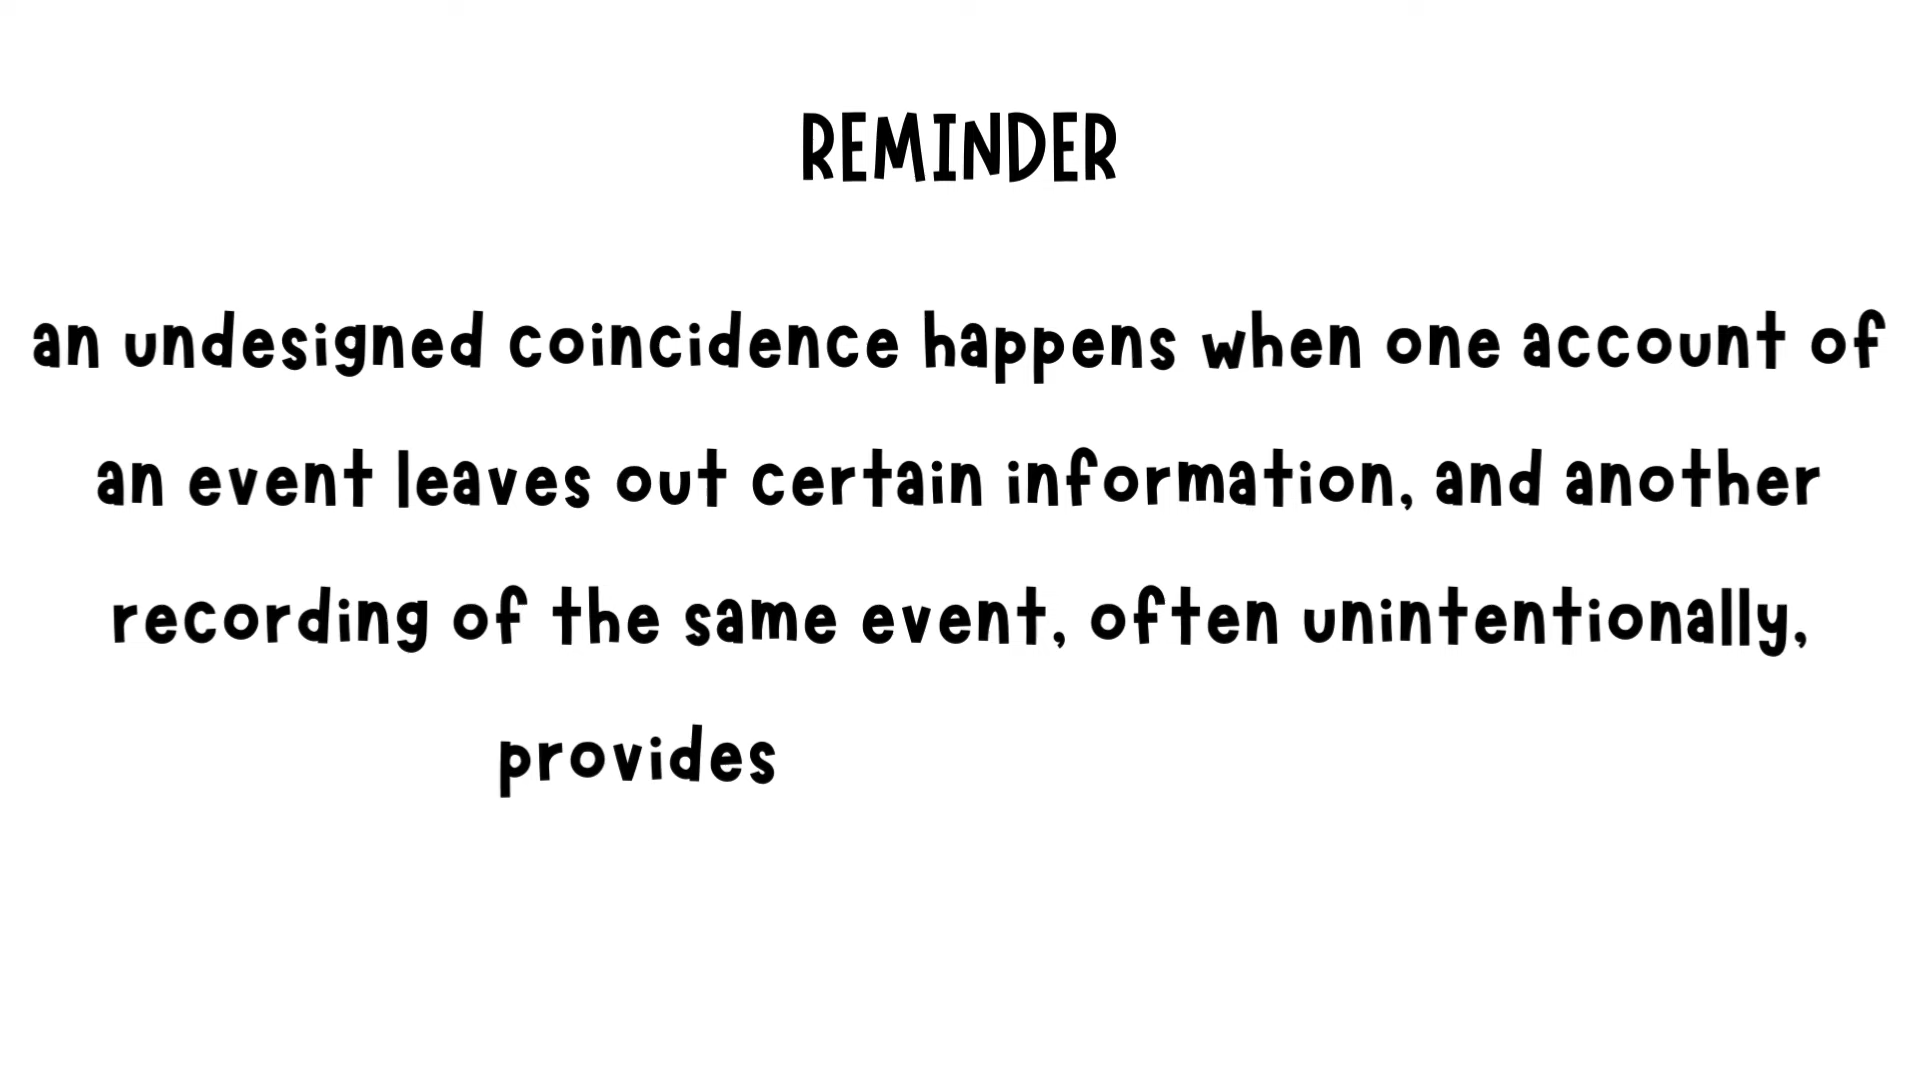 REMINDER
an undesigned coincidence happens when one account of
an event leaves out certain information, and another
recording of the same event, often unintentionally,
provides